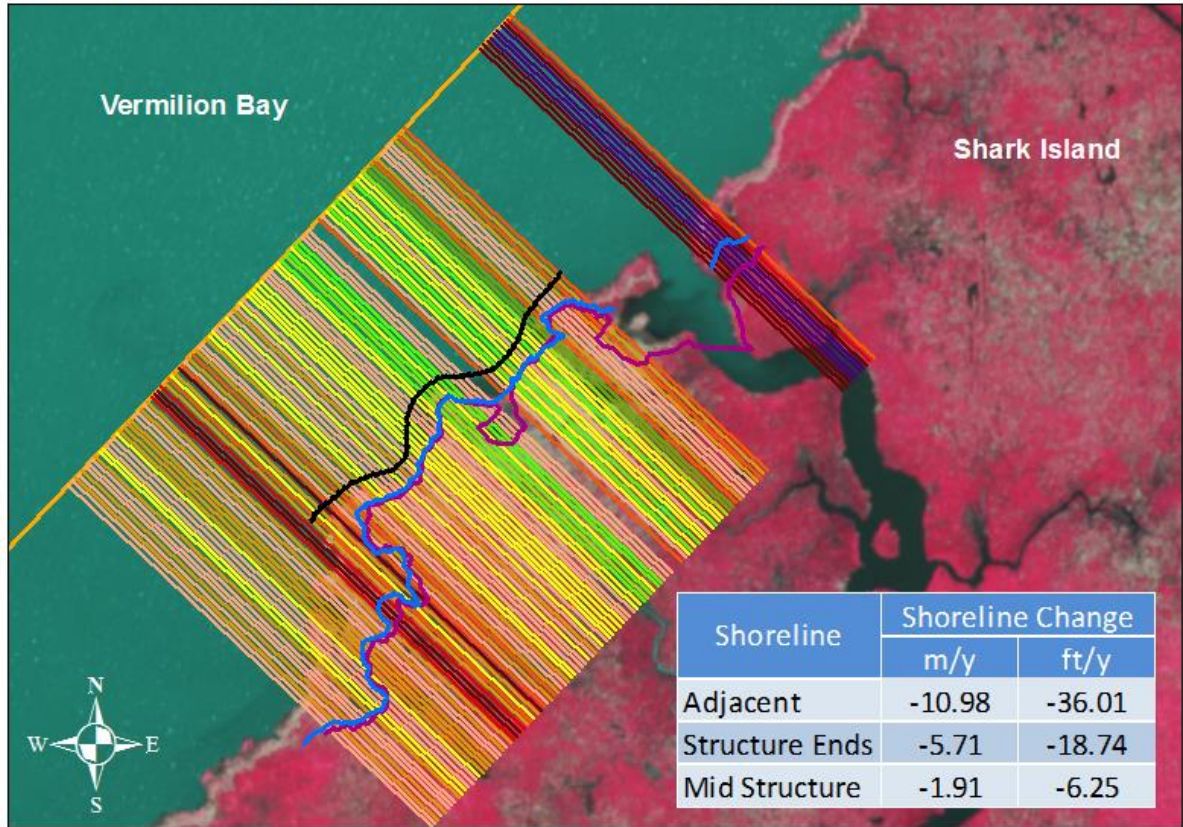 Vermilion Bay
Shark Island
N
W E
S
Shoreline Shoreline Change
m/y ft/y
Adjacent -10.98 -36.01
Structure Ends -5.71 -18.74
Mid Structure -1.91 -6.25